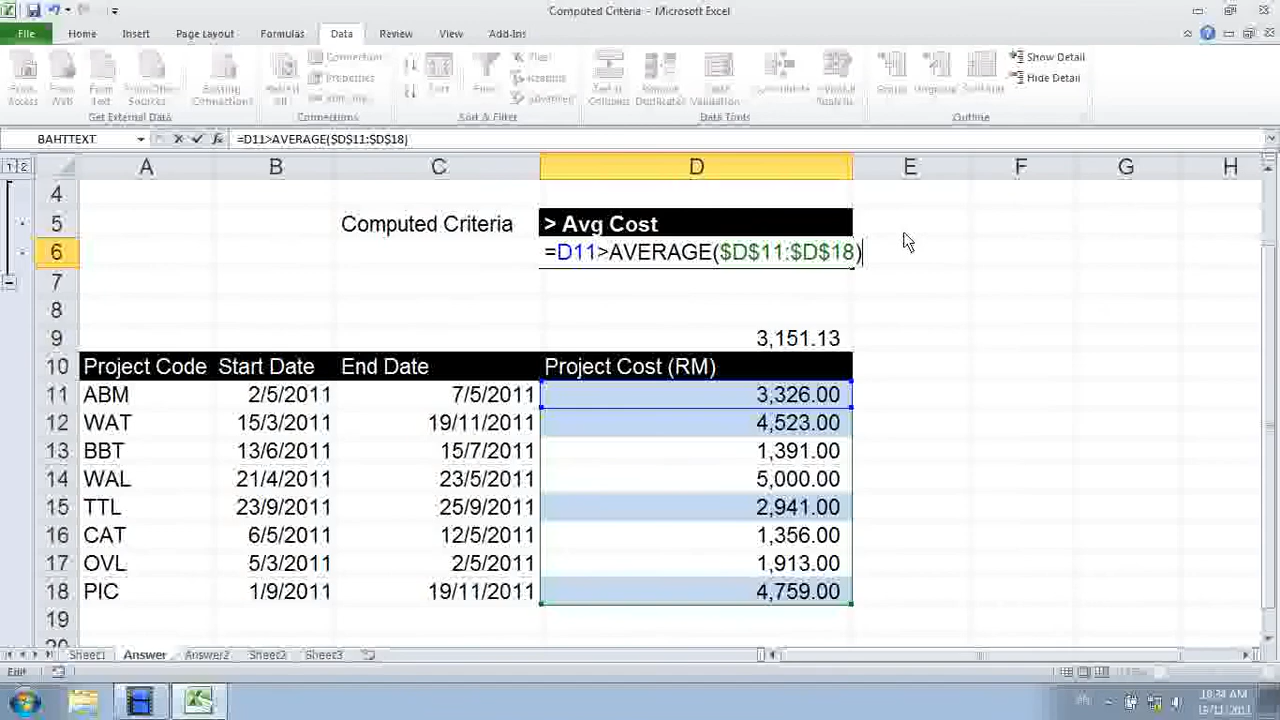 Computed Criteria - Microsoft Excel
File Home Insert Page Layout Formulas Data Review View Add-Ins
Show Detail
Hide Detail
Get External Data Connections Sort & Filter Data Tools Outline
BAHTTEXT fx =D11>AVERAGE($D$11:$D$18)
1 2 A B C D E F G H
4
5 Computed Criteria > Avg Cost
6 =D11>AVERAGE($D$11:$D$18)
7
8
9 3,151.13
10 Project Code Start Date End Date Project Cost (RM)
11 ABM 2/5/2011 7/5/2011 3,326.00
12 WAT 15/3/2011 19/11/2011 4,523.00
13 BBT 13/6/2011 15/7/2011 1,391.00
14 WAL 21/4/2011 23/5/2011 5,000.00
15 TTL 23/9/2011 25/9/2011 2,941.00
16 CAT 6/5/2011 12/5/2011 1,356.00
17 OVL 5/3/2011 2/5/2011 1,913.00
18 PIC 1/9/2011 19/11/2011 4,759.00
19
20
Sheet1 Answer Answer2 Sheet2 Sheet3
Edit
10:34 AM